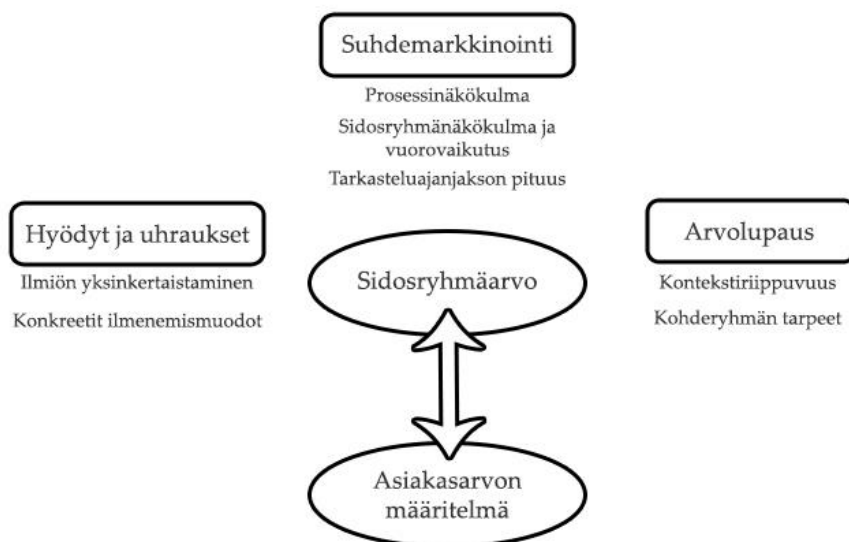 Suhdemarkkinointi
Prosessinäkökulma
Sidosryhmänäkökulma ja
vuorovaikutus
Tarkasteluajanjakson pituus
Hyödyt ja uhraukset
Ilmiön yksinkertaistaminen
Konkreetit ilmenemismuodot
Sidosryhmäarvo
Arvolupaus
Kontekstiriippuvuus
Kohderyhmän tarpeet
Asiakasarvon
määritelmä